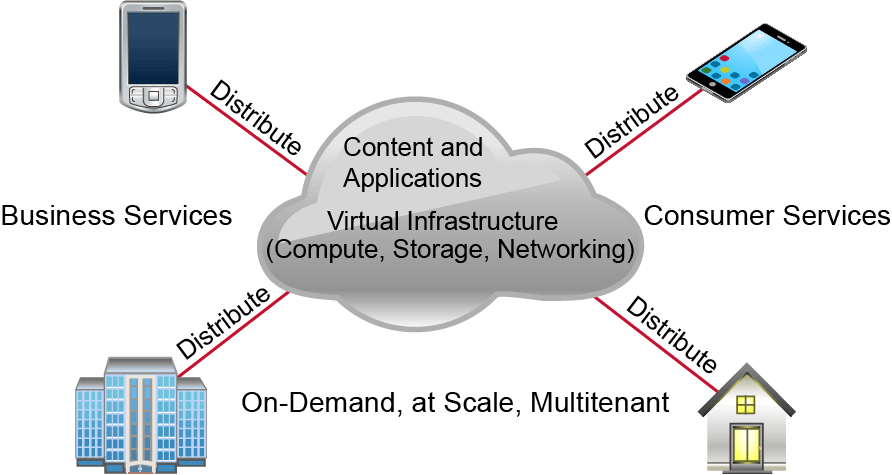 Distribute
Distribute
Content and
Applications
Business Services
Virtual Infrastructure
(Compute, Storage, Networking)
Consumer Services
Distribute
Distribute
On-Demand, at Scale, Multitenant